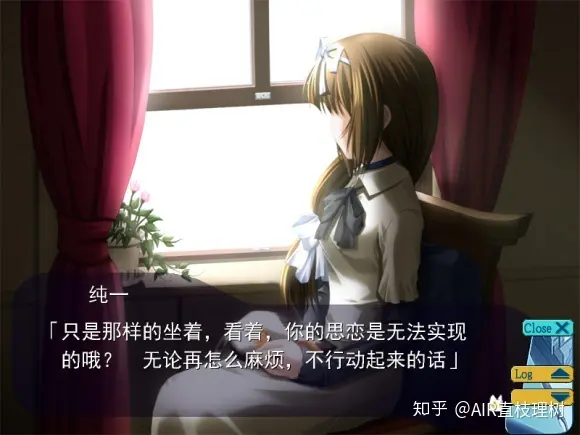 纯一
「只是那样的坐着，看着，你的思恋是无法实现
的哦？　无论再怎么麻烦，不行动起来的话」
Close ×
Log
知乎 @AIR直枝理树